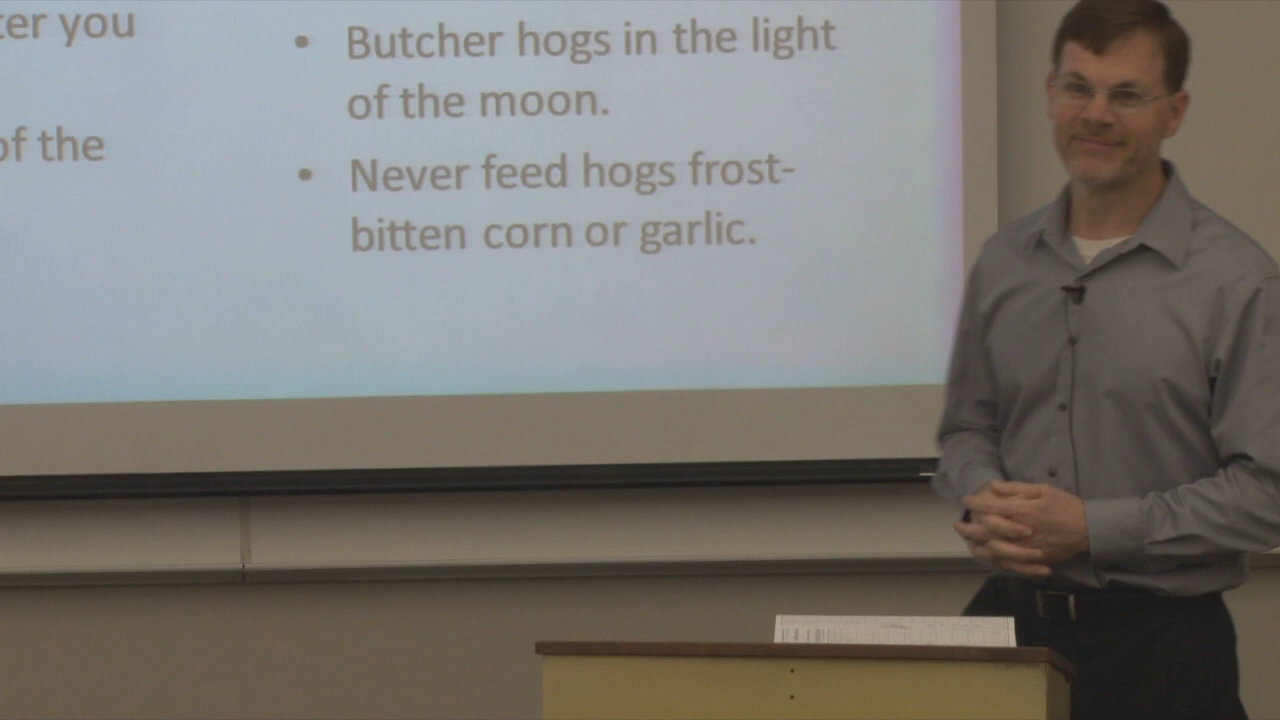 ter you
of the
• Butcher hogs in the light
of the moon.
• Never feed hogs frost-
bitten corn or garlic.